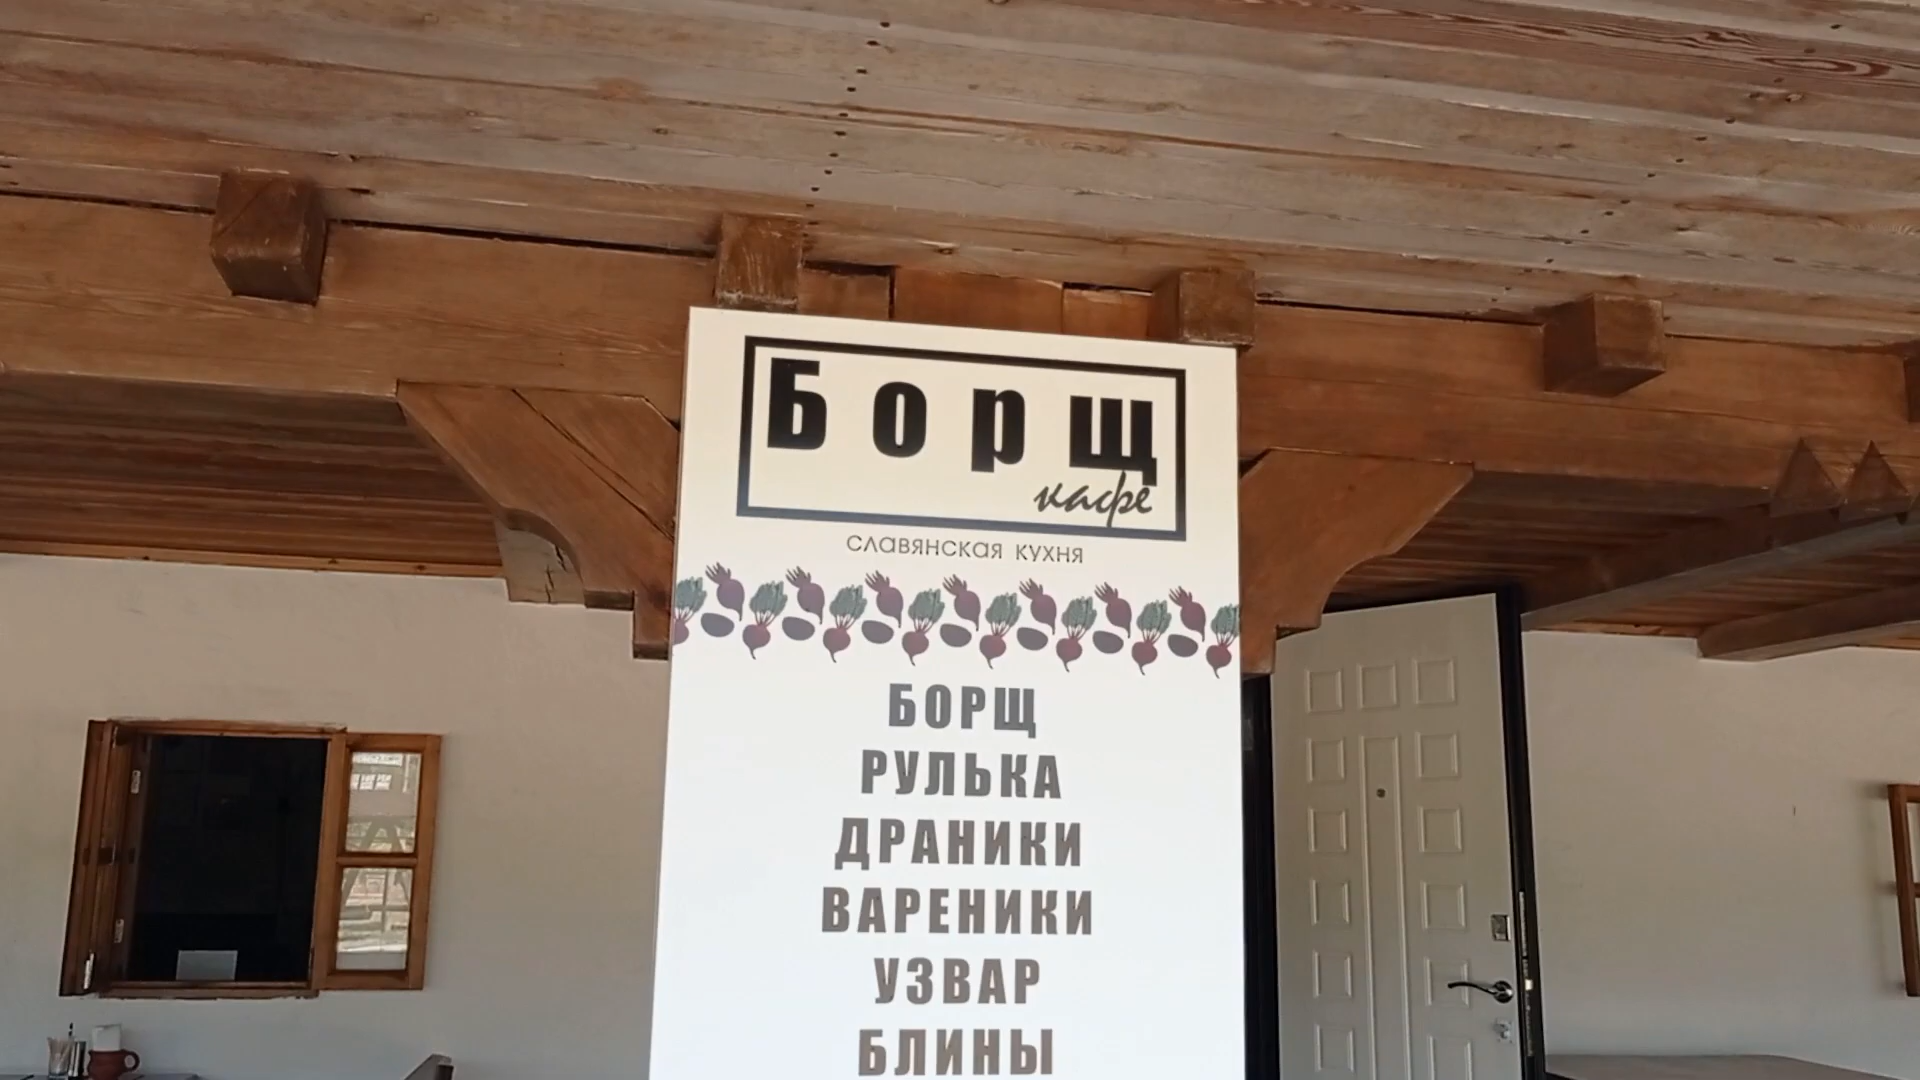 Борщ
кафе
славянская кухня
БОРЩ
РУЛЬКА
ДРАНИКИ
ВАРЕНИКИ
УЗВАР
БЛИНЫ